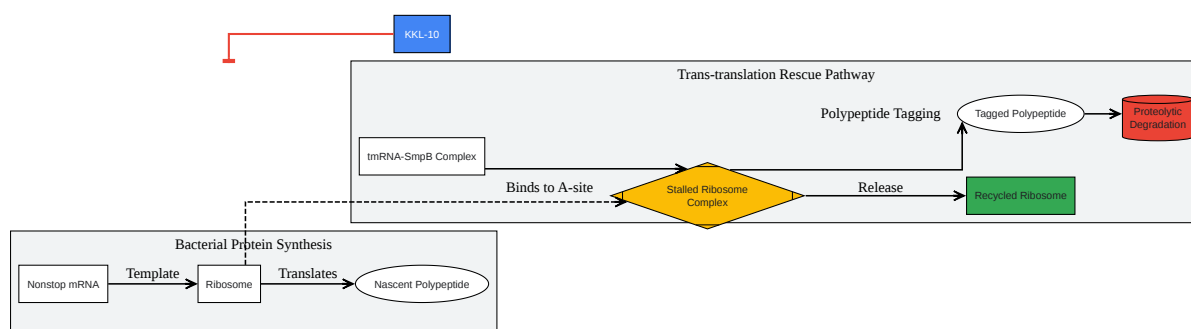 KKL-10
Trans-translation Rescue Pathway
Polypeptide Tagging
Tagged Polypeptide
Proteolytic
Degradation
tmRNA-SmpB Complex
Binds to A-site
Stalled Ribosome
Complex
Release
Recycled Ribosome
Bacterial Protein Synthesis
Nonstop mRNA
Template
Ribosome
Translates
Nascent Polypeptide